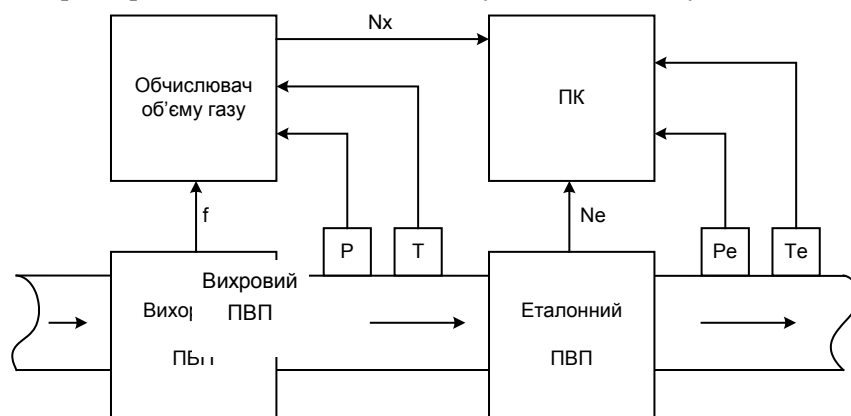 Nx
Обчислювач
об’єму газу
ПК
f
P
T
Ne
Pe
Te
Вихровий
ПВП
Еталонний
ПВП